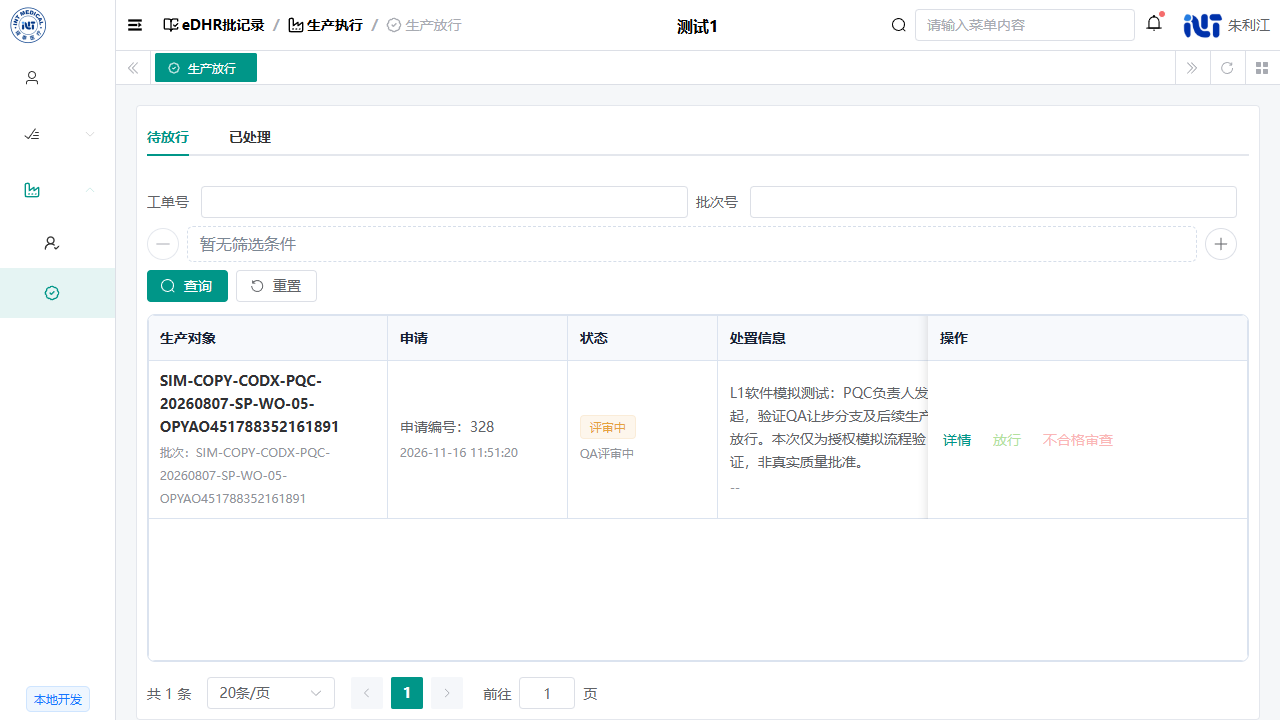 eDHR批记录 / 生产执行 / 生产放行
测试1
请输入菜单内容
朱利江
生产放行
待放行
已处理
工单号
批次号
暂无筛选条件
查询
重置
生产对象
申请
状态
处置信息
操作
SIM-COPY-CODX-PQC-
20260807-SP-WO-05-
OPYAO451788352161891
批次：SIM-COPY-CODX-PQC-
20260807-SP-WO-05-
OPYAO451788352161891
申请编号：328
2026-11-16 11:51:20
评审中
QA评审中
L1软件模拟测试：PQC负责人发
起，验证QA让步分支及后续生产
放行。本次仅为授权模拟流程验
证，非真实质量批准。
--
详情
放行
不合格审查
共 1 条
20条/页
1
前往
1
页
本地开发